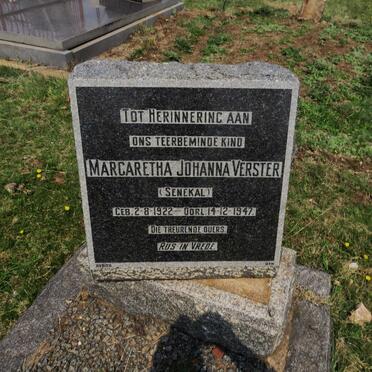 TOT HERINNERING AAN
ONS TEERBEMINDE KIND
MARGARETHA JOHANNA VERSTER
(SENEKAL)
GEB. 2-8-1922 — OORL. 14-12-1947.
DIE TREURENDE OUERS
RUS IN VREDE